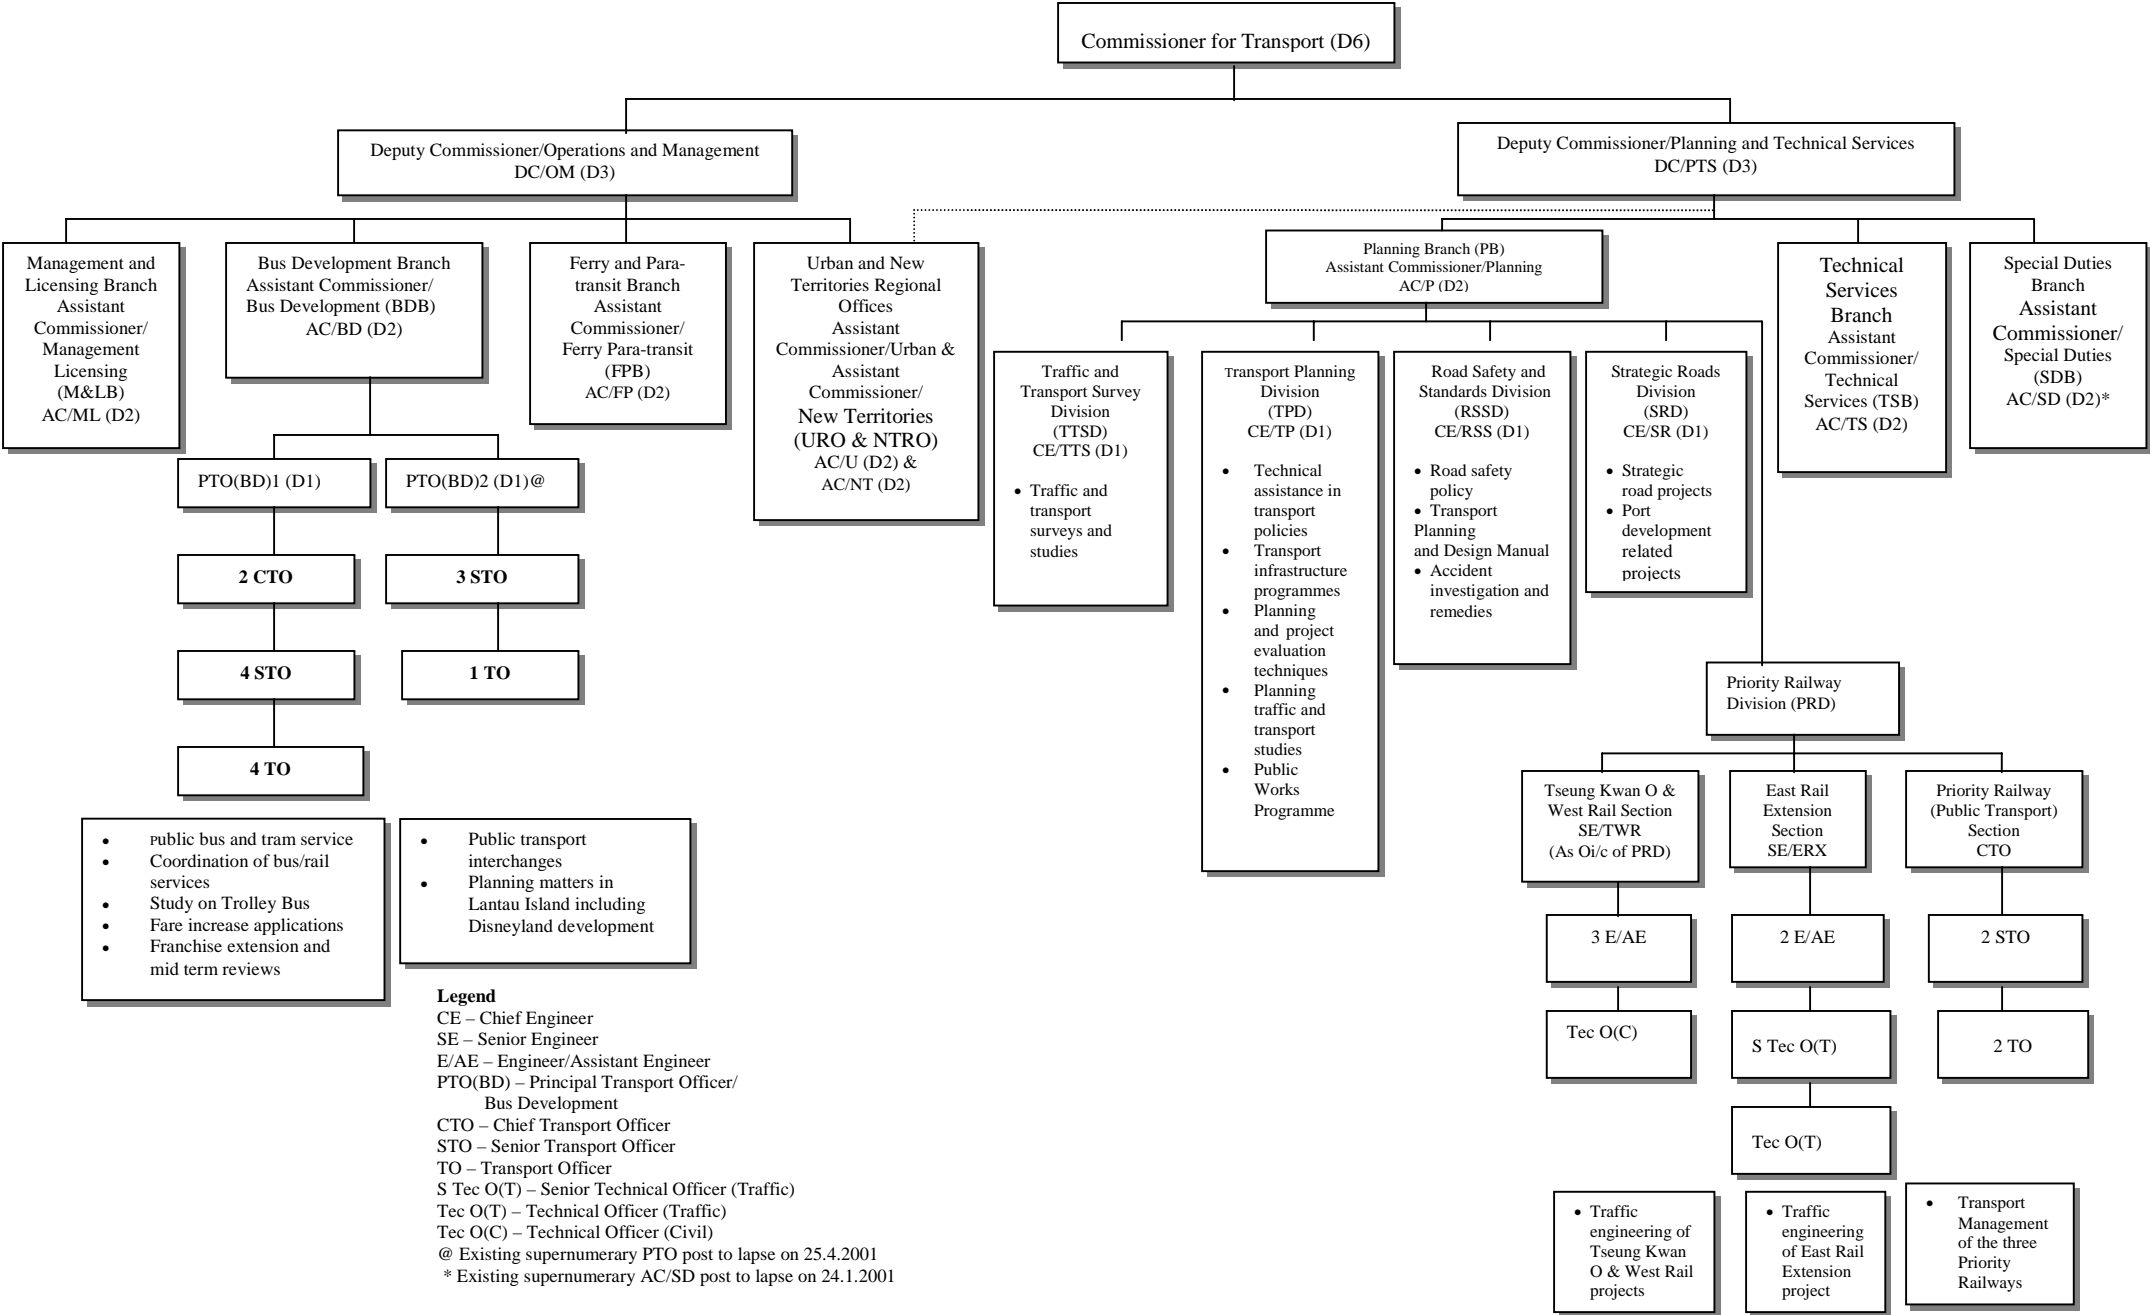 Commissioner for Transport (D6)
Deputy Commissioner/Operations and Management
DC/OM (D3)
Deputy Commissioner/Planning and Technical Services
DC/PTS (D3)
Management and
Licensing Branch
Assistant
Commissioner/
Management
Licensing
(M&LB)
AC/ML (D2)
Bus Development Branch
Assistant Commissioner/
Bus Development (BDB)
AC/BD (D2)
Ferry and Para-
transit Branch
Assistant
Commissioner/
Ferry Para-transit
(FPB)
AC/FP (D2)
Urban and New
Territories Regional
Offices
Assistant
Commissioner/Urban &
Assistant
Commissioner/
New Territories
(URO & NTRO)
AC/U (D2) &
AC/NT (D2)
Planning Branch (PB)
Assistant Commissioner/Planning
AC/P (D2)
Technical
Services
Branch
Assistant
Commissioner/
Technical
Services (TSB)
AC/TS (D2)
Special Duties
Branch
Assistant
Commissioner/
Special Duties
(SDB)
AC/SD (D2)*
Traffic and
Transport Survey
Division
(TTSD)
CE/TTS (D1)
• Traffic and
transport
surveys and
studies
Transport Planning
Division
(TPD)
CE/TP (D1)
• Technical
assistance in
transport
policies
• Transport
infrastructure
programmes
• Planning
and project
evaluation
techniques
• Planning
traffic and
transport
studies
• Public
Works
Programme
Road Safety and
Standards Division
(RSSD)
CE/RSS (D1)
• Road safety
policy
• Transport
Planning
and Design Manual
• Accident
investigation and
remedies
Strategic Roads
Division
(SRD)
CE/SR (D1)
• Strategic
road projects
• Port
development
related
projects
PTO(BD)1 (D1)
PTO(BD)2 (D1)@
2 CTO
3 STO
4 STO
1 TO
4 TO
• Public bus and tram service
• Coordination of bus/rail
services
• Study on Trolley Bus
• Fare increase applications
• Franchise extension and
mid term reviews
• Public transport
interchanges
• Planning matters in
Lantau Island including
Disneyland development
Priority Railway
Division (PRD)
Tseung Kwan O &
West Rail Section
SE/TWR
(As Oi/c of PRD)
East Rail
Extension
Section
SE/ERX
Priority Railway
(Public Transport)
Section
CTO
3 E/AE
2 E/AE
2 STO
Tec O(C)
S Tec O(T)
2 TO
Tec O(T)
• Traffic
engineering of
Tseung Kwan
O & West Rail
projects
• Traffic
engineering
of East Rail
Extension
project
• Transport
Management
of the three
Priority
Railways
Legend
CE – Chief Engineer
SE – Senior Engineer
E/AE – Engineer/Assistant Engineer
PTO(BD) – Principal Transport Officer/
Bus Development
CTO – Chief Transport Officer
STO – Senior Transport Officer
TO – Transport Officer
S Tec O(T) – Senior Technical Officer (Traffic)
Tec O(T) – Technical Officer (Traffic)
Tec O(C) – Technical Officer (Civil)
@ Existing supernumerary PTO post to lapse on 25.4.2001
* Existing supernumerary AC/SD post to lapse on 24.1.2001